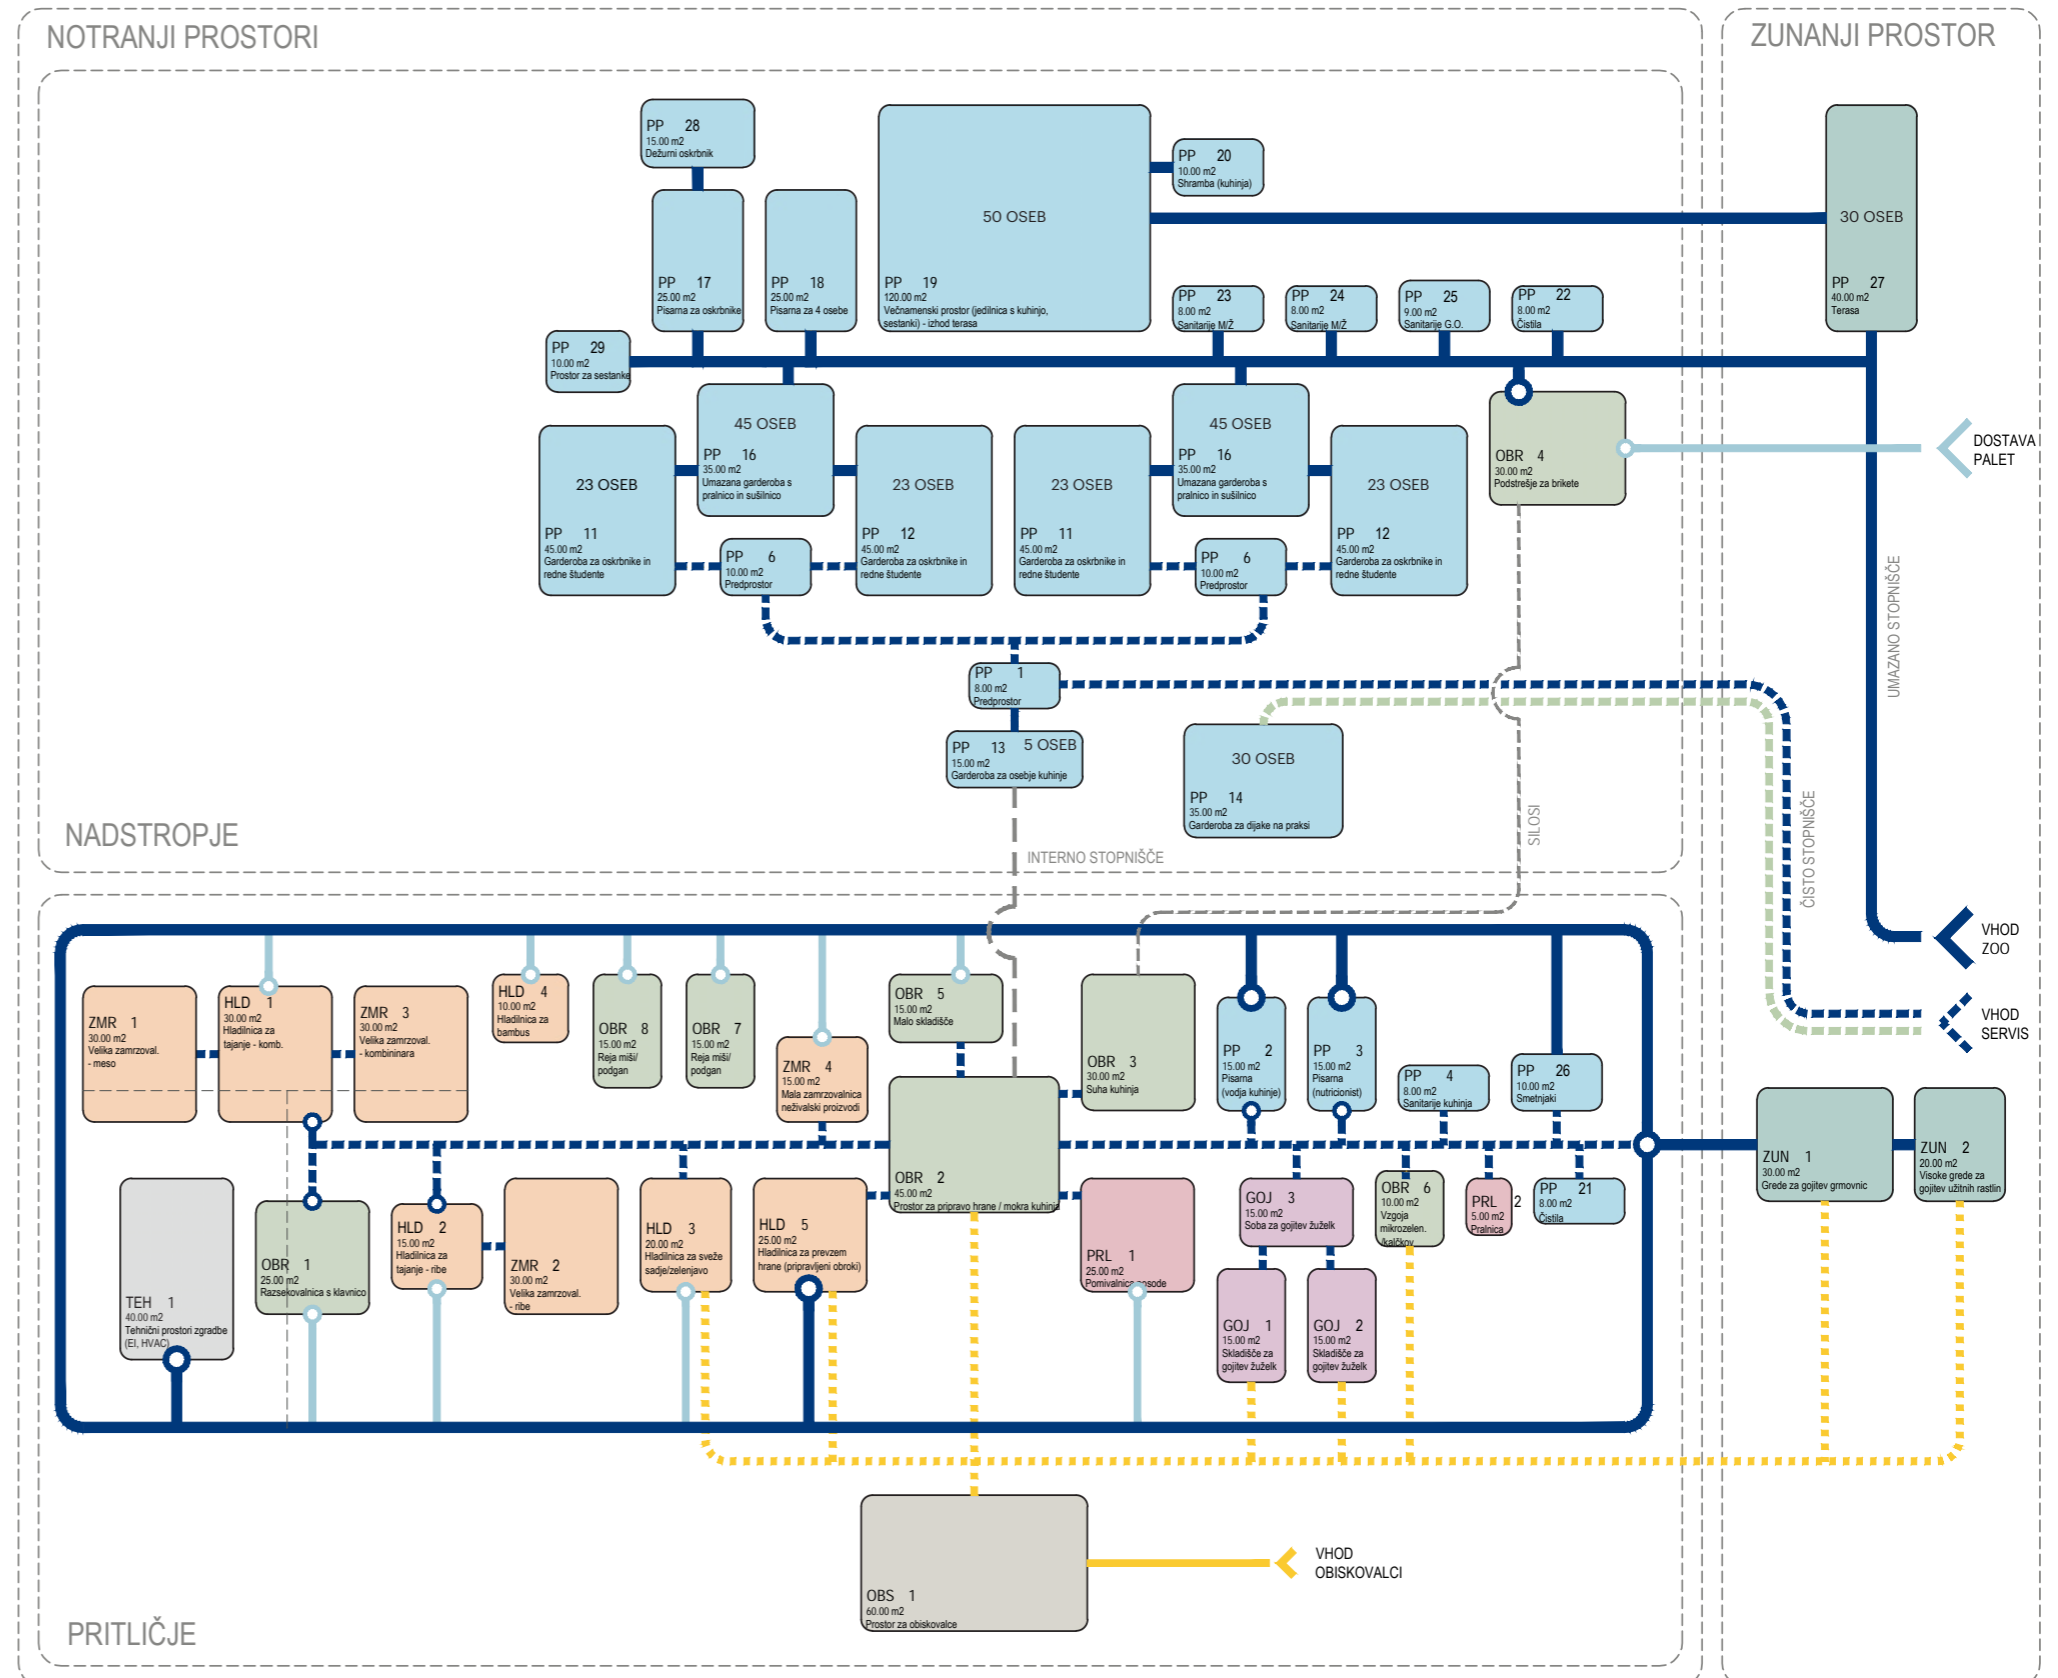 NOTRANJI PROSTORI
ZUNANJI PROSTOR
PP 28
15.00 m2
Dežurni oskrbnik
PP 17
25.00 m2
Pisarna za oskrbnike
PP 18
25.00 m2
Pisarna za 4 osebe
50 OSEB
PP 19
120.00 m2
Večnamenski prostor (jedilnica s kuhinjo,
sestanki) - izhod terasa
PP 20
10.00 m2
Shramba (kuhinja)
30 OSEB
PP 27
40.00 m2
Terasa
PP 23
8.00 m2
Sanitarije M/Ž
PP 24
8.00 m2
Sanitarije M/Ž
PP 25
9.00 m2
Sanitarije G.O.
PP 22
8.00 m2
Čistila
PP 29
10.00 m2
Prostor za sestanke
23 OSEB
PP 11
45.00 m2
Garderoba za oskrbnike in
redne študente
45 OSEB
PP 16
35.00 m2
Umazana garderoba s
pralnico in sušilnico
23 OSEB
PP 12
45.00 m2
Garderoba za oskrbnike in
redne študente
PP 6
10.00 m2
Predprostor
23 OSEB
PP 11
45.00 m2
Garderoba za oskrbnike in
redne študente
45 OSEB
PP 16
35.00 m2
Umazana garderoba s
pralnico in sušilnico
23 OSEB
PP 12
45.00 m2
Garderoba za oskrbnike in
redne študente
PP 6
10.00 m2
Predprostor
OBR 4
30.00 m2
Podstrešje za brikete
DOSTAVA
PALET
UMAZANO STOPNIŠČE
PP 1
8.00 m2
Predprostor
PP 13 5 OSEB
15.00 m2
Garderoba za osebje kuhinje
30 OSEB
PP 14
35.00 m2
Garderoba za dijake na praksi
SILOSI
ČISTO STOPNIŠČE
NADSTROPJE
INTERNO STOPNIŠČE
VHOD
ZOO
VHOD
SERVIS
ZMR 1
30.00 m2
Velika zamrzoval.
- meso
HLD 1
30.00 m2
Hladilnica za
tajanje - komb.
ZMR 3
30.00 m2
Velika zamrzoval.
- kombininara
HLD 4
10.00 m2
Hladilnica za
bambus
OBR 8
15.00 m2
Reja miši/
podgan
OBR 7
15.00 m2
Reja miši/
podgan
ZMR 4
15.00 m2
Mala zamrzovalnica
neživalski proizvodi
OBR 5
15.00 m2
Malo skladišče
OBR 3
30.00 m2
Suha kuhinja
PP 2
15.00 m2
Pisarna
(vodja kuhinje)
PP 3
15.00 m2
Pisarna
(nutricionist)
PP 4
8.00 m2
Sanitarije kuhinja
PP 26
10.00 m2
Smetnjaki
OBR 2
45.00 m2
Prostor za pripravo hrane / mokra kuhinja
ZUN 1
30.00 m2
Grede za gojitev grmovnic
ZUN 2
20.00 m2
Visoke grede za
gojitev užitnih rastlin
TEH 1
40.00 m2
Tehnični prostori zgradbe
(EI, HVAC)
OBR 1
25.00 m2
Razsekovalnica s klavnico
HLD 2
15.00 m2
Hladilnica za
tajanje - ribe
ZMR 2
30.00 m2
Velika zamrzoval.
- ribe
HLD 3
20.00 m2
Hladilnica za sveže
sadje/zelenjavo
HLD 5
25.00 m2
Hladilnica za prevzem
hrane (pripravljeni obroki)
PRL 1
25.00 m2
Pomivalnica posode
GOJ 3
15.00 m2
Soba za gojitev žuželk
OBR 6
10.00 m2
Vzgoja
mikrozelen.
/kalčkov
PRL 2
5.00 m2
Pralnica
PP 21
8.00 m2
Čistila
GOJ 1
15.00 m2
Skladišče za
gojitev žuželk
GOJ 2
15.00 m2
Skladišče za
gojitev žuželk
OBS 1
60.00 m2
Prostor za obiskovalce
VHOD
OBISKOVALCI
PRITLIČJE